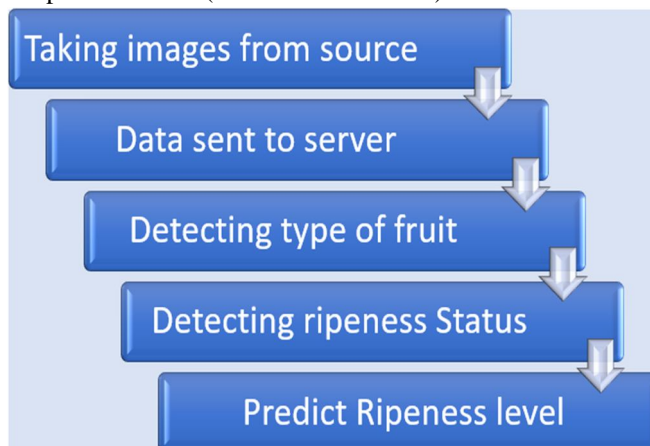 Taking images from source
Data sent to server
Detecting type of fruit
Detecting ripeness Status
Predict Ripeness level